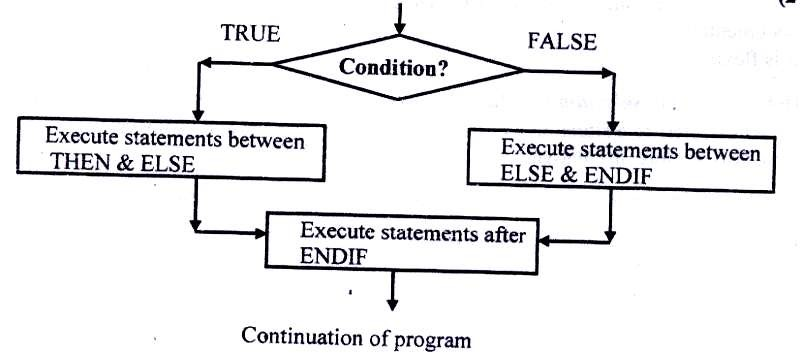 TRUE
FALSE
Condition?
Execute statements between
THEN & ELSE
Execute statements between
ELSE & ENDIF
Execute statements after
ENDIF
Continuation of program